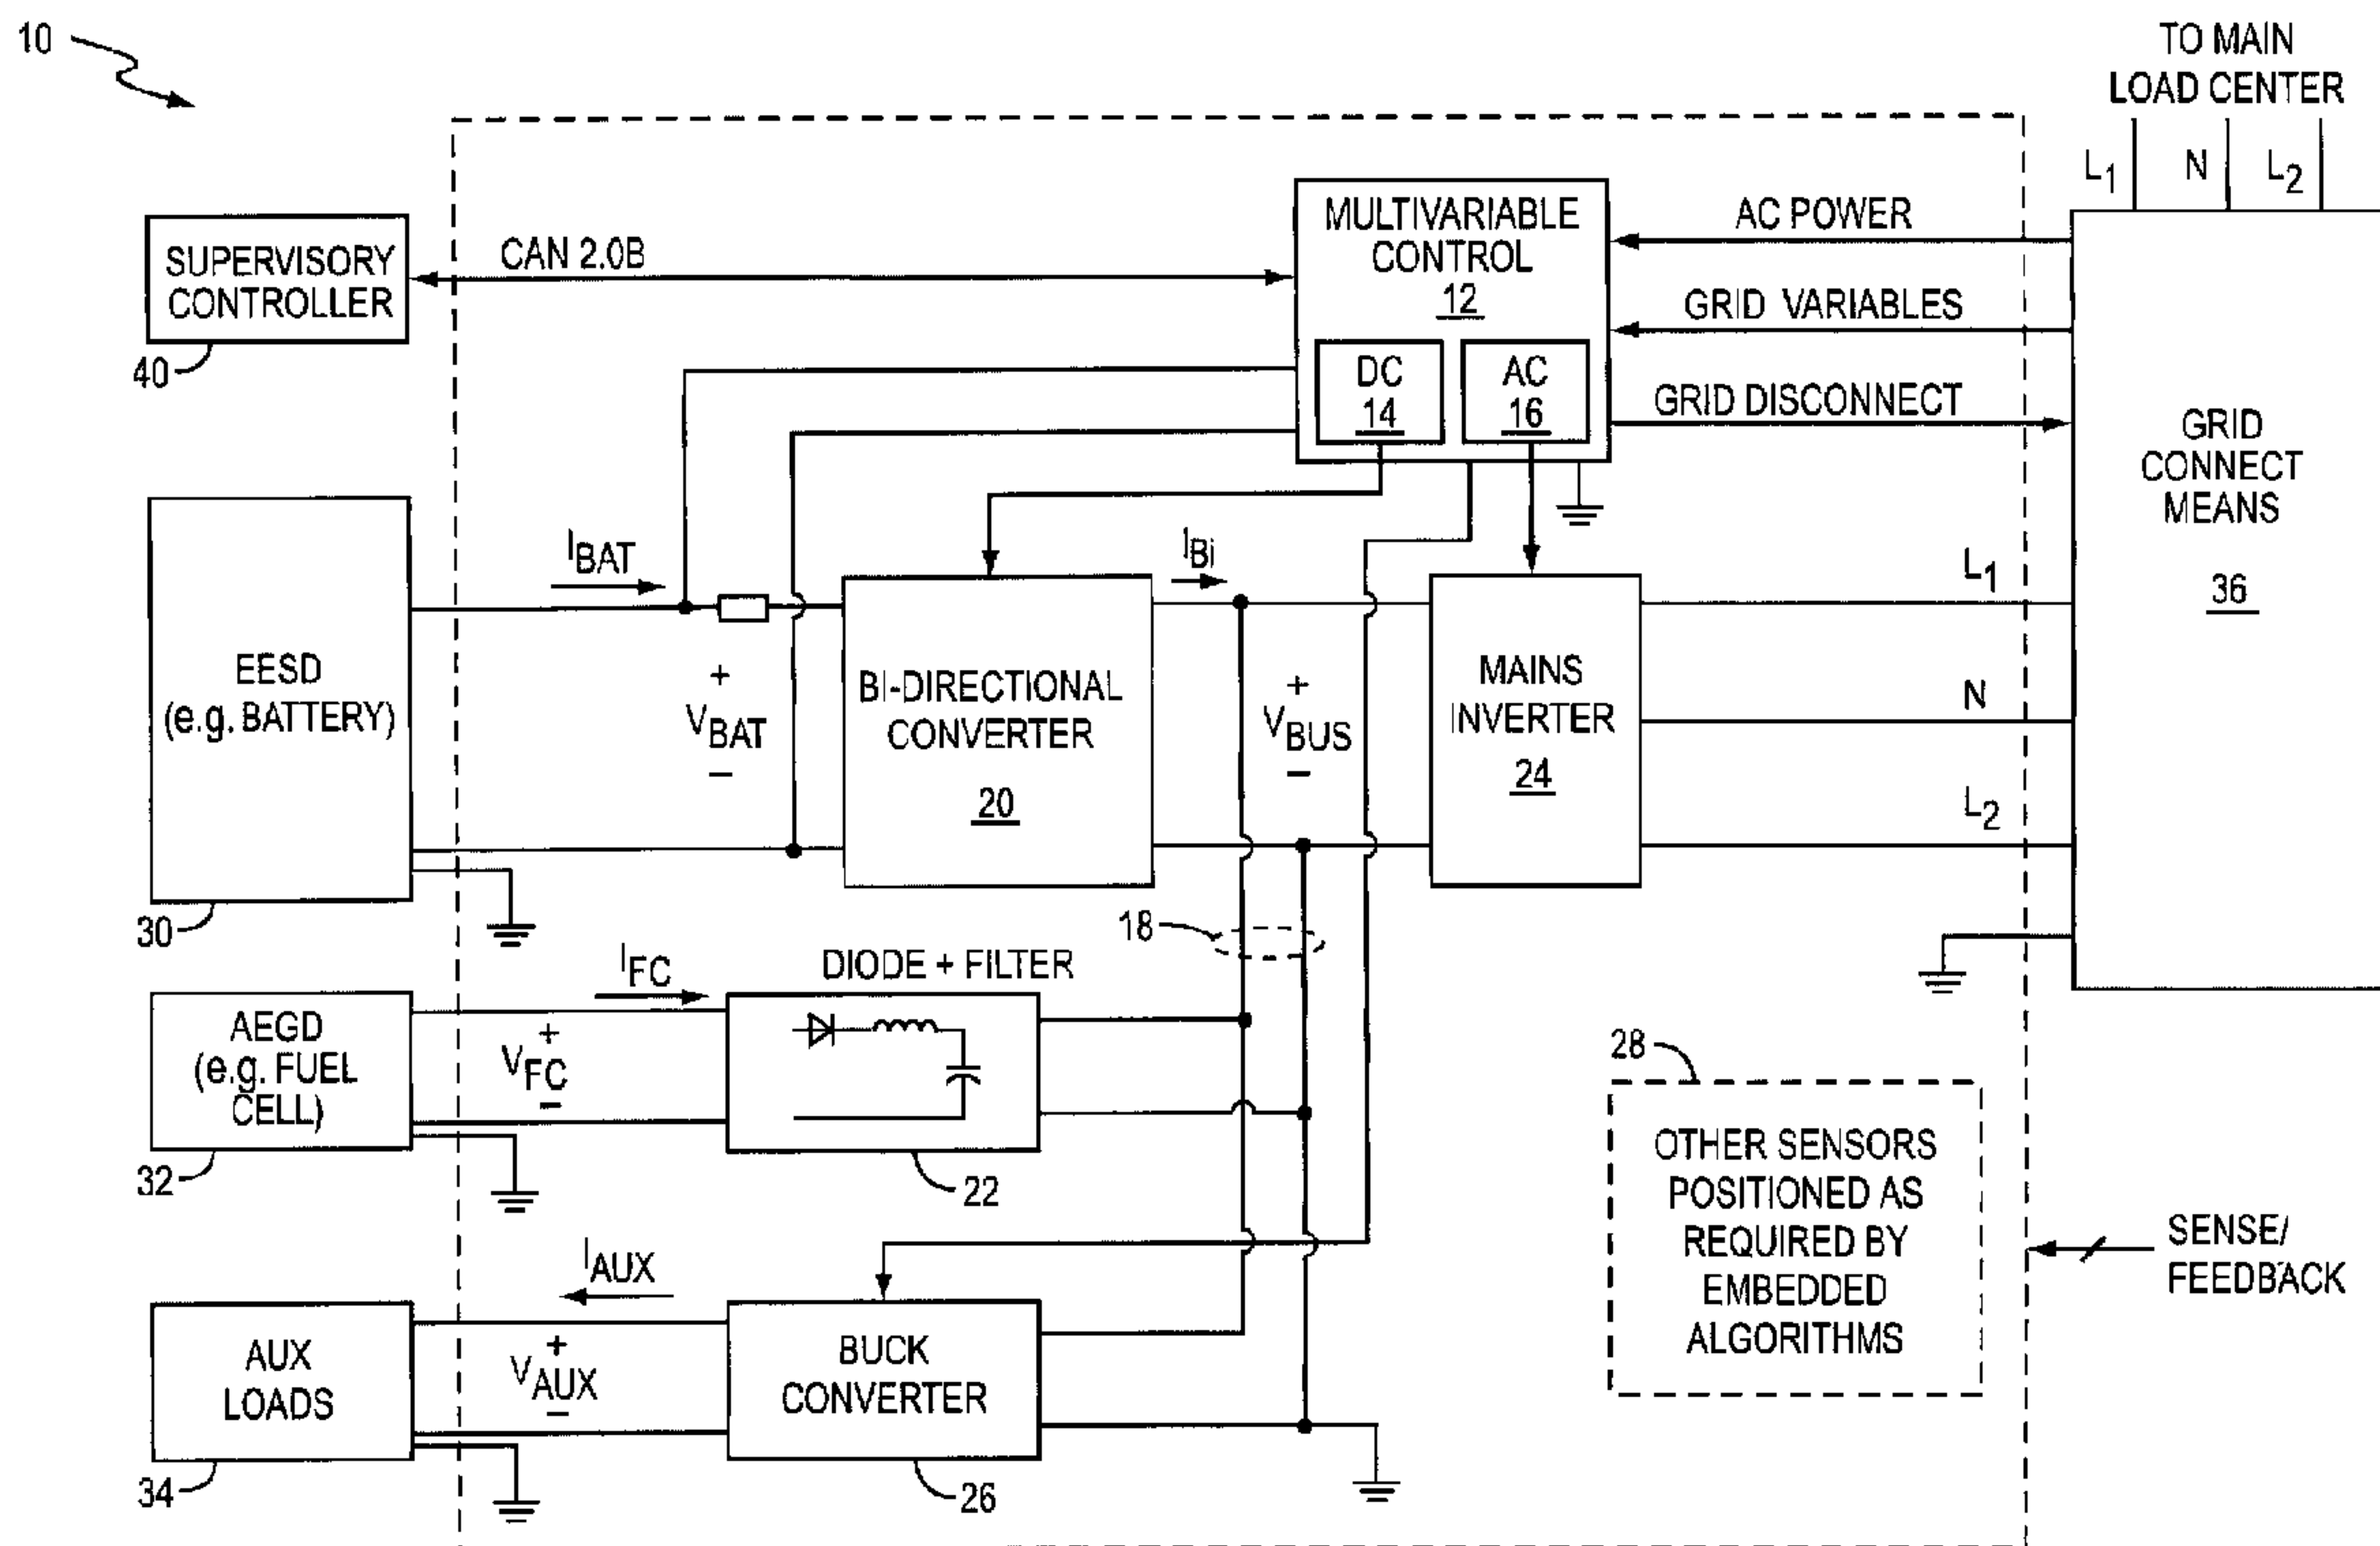 10
TO MAIN
LOAD CENTER
L1 N L2
SUPERVISORY
CONTROLLER
40
CAN 2.0B
MULTIVARIABLE
CONTROL
12
DC
14
AC
16
AC POWER
GRID VARIABLES
GRID DISCONNECT
GRID
CONNECT
MEANS
36
EESD
(e.g. BATTERY)
30
IBAT
+
VBAT
−
BI-DIRECTIONAL
CONVERTER
20
IBi
+
VBUS
−
MAINS
INVERTER
24
L1
N
L2
18
AEGD
(e.g. FUEL
CELL)
32
IFC
+
VFC
−
DIODE + FILTER
22
AUX
LOADS
34
IAUX
+
VAUX
−
BUCK
CONVERTER
26
28
OTHER SENSORS
POSITIONED AS
REQUIRED BY
EMBEDDED
ALGORITHMS
SENSE/
FEEDBACK